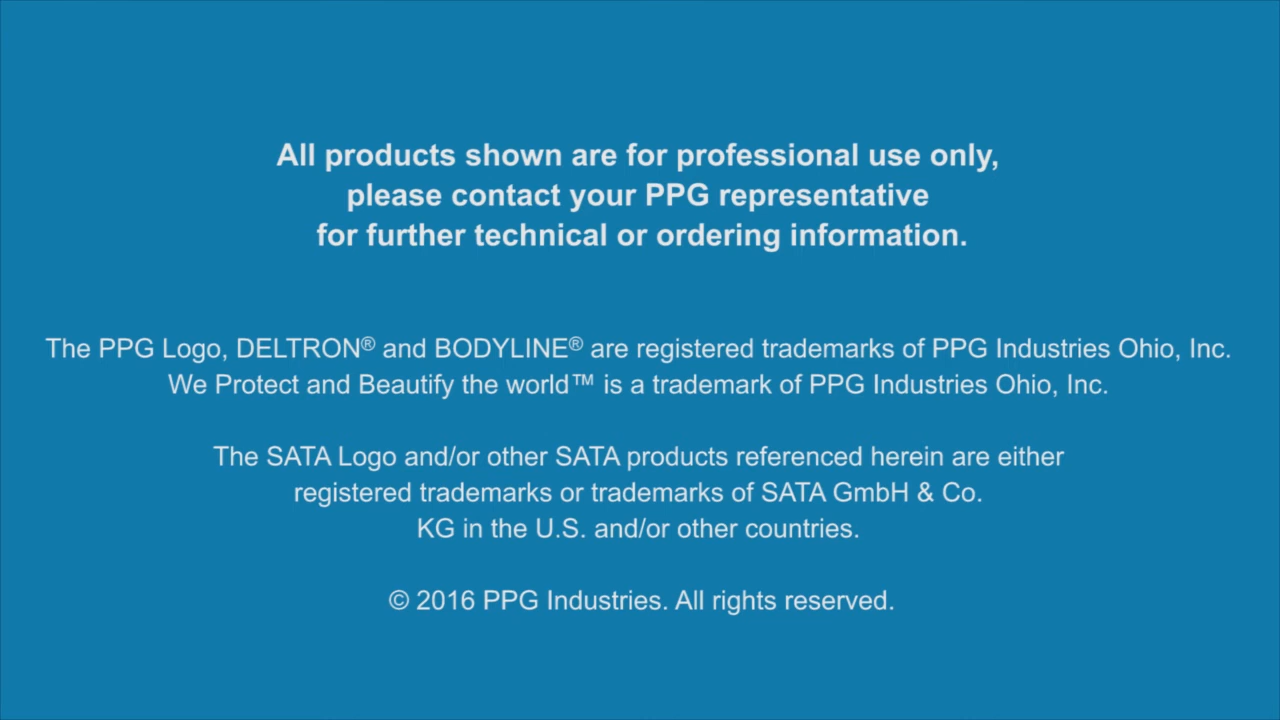 All products shown are for professional use only,
please contact your PPG representative
for further technical or ordering information.
The PPG Logo, DELTRON® and BODYLINE® are registered trademarks of PPG Industries Ohio, Inc.
We Protect and Beautify the world™ is a trademark of PPG Industries Ohio, Inc.
The SATA Logo and/or other SATA products referenced herein are either
registered trademarks or trademarks of SATA GmbH & Co.
KG in the U.S. and/or other countries.
© 2016 PPG Industries. All rights reserved.